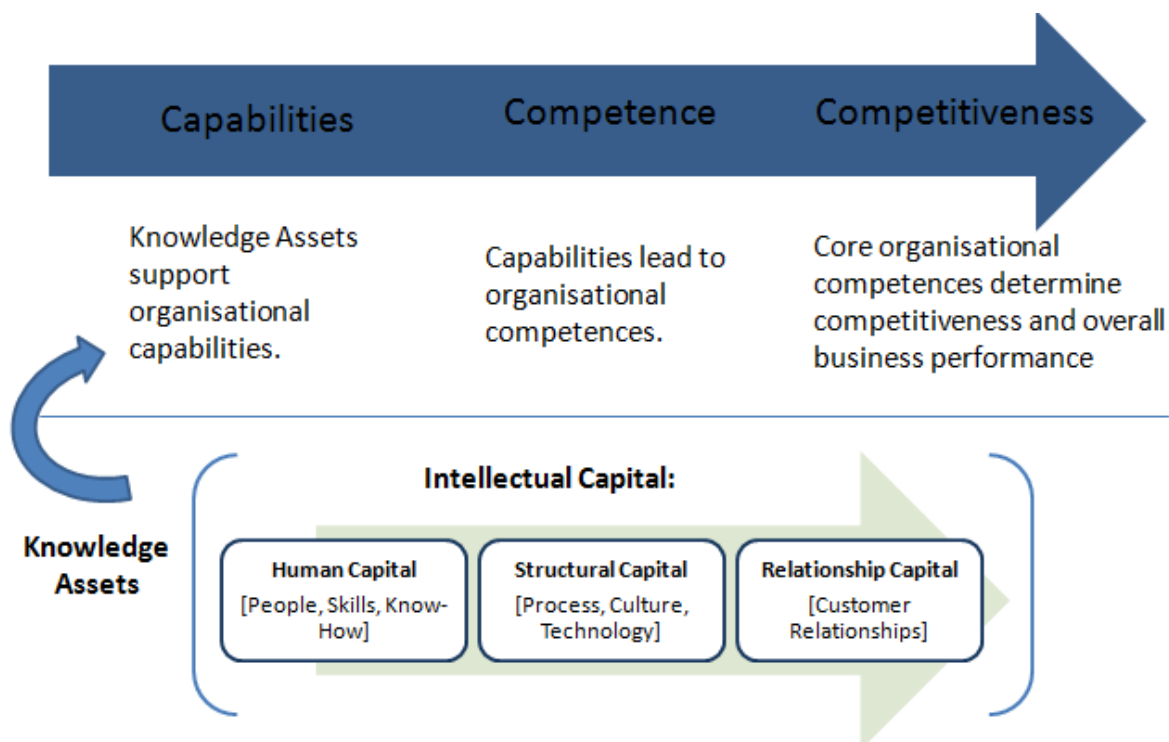 Capabilities
Competence
Competitiveness
Knowledge Assets
support
organisational
capabilities.
Capabilities lead to
organisational
competences.
Core organisational
competences determine
competitiveness and overall
business performance
Knowledge
Assets
Intellectual Capital:
Human Capital
[People, Skills, Know-
How]
Structural Capital
[Process, Culture,
Technology]
Relationship Capital
[Customer
Relationships]